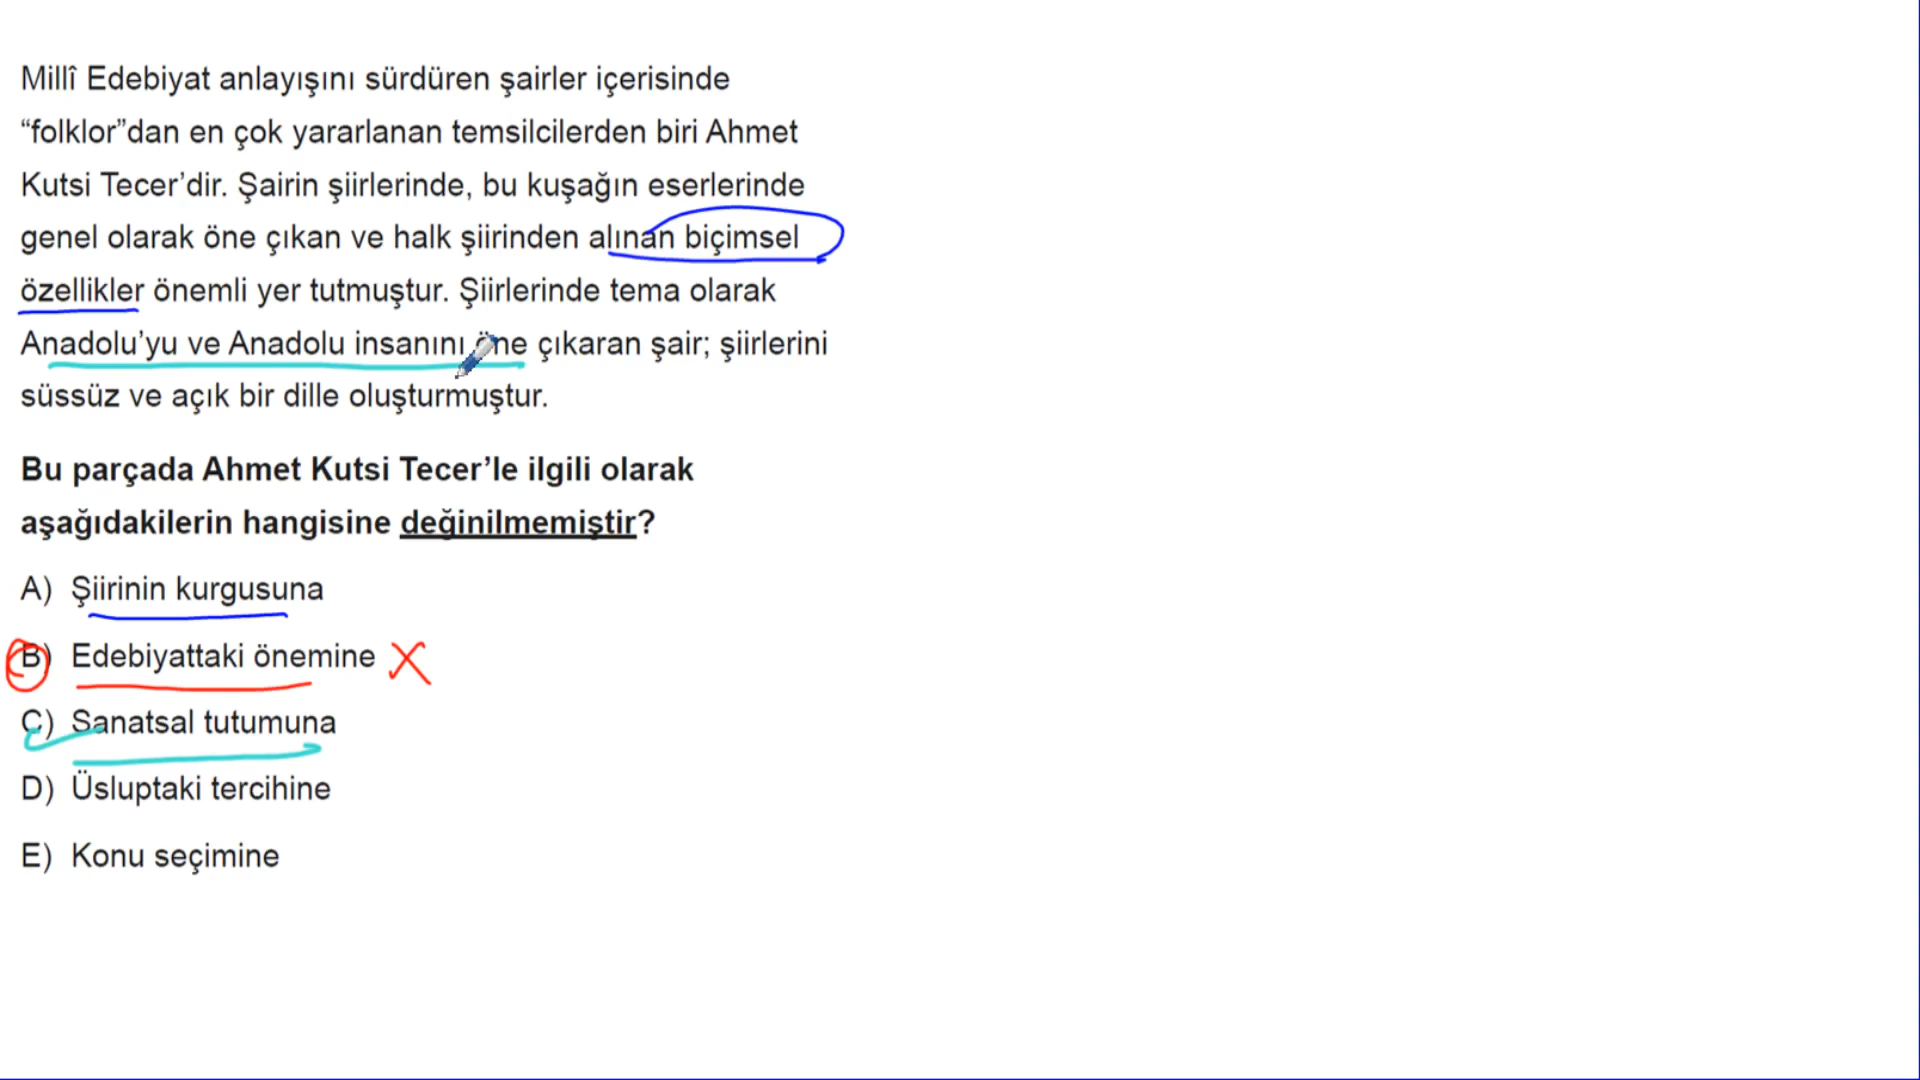 Millî Edebiyat anlayışını sürdüren şairler içerisinde
“folklor”dan en çok yararlanan temsilcilerden biri Ahmet
Kutsi Tecer’dir. Şairin şiirlerinde, bu kuşağın eserlerinde
genel olarak öne çıkan ve halk şiirinden alınan biçimsel
özellikler önemli yer tutmuştur. Şiirlerinde tema olarak
Anadolu’yu ve Anadolu insanını öne çıkaran şair; şiirlerini
süssüz ve açık bir dille oluşturmuştur.
Bu parçada Ahmet Kutsi Tecer’le ilgili olarak
aşağıdakilerin hangisine değinilmemiştir?
A) Şiirinin kurgusuna
B) Edebiyattaki önemine
C) Sanatsal tutumuna
D) Üsluptaki tercihine
E) Konu seçimine